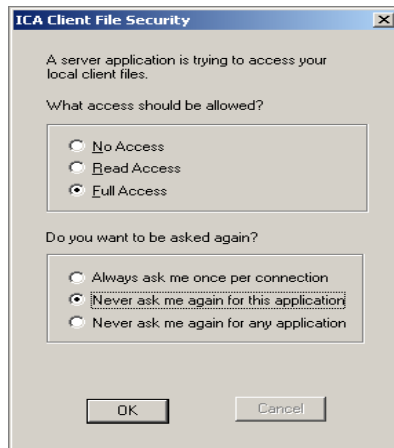 ICA Client File Security
A server application is trying to access your
local client files.
What access should be allowed?
No Access
Read Access
Full Access
Do you want to be asked again?
Always ask me once per connection
Never ask me again for this application
Never ask me again for any application
OK
Cancel